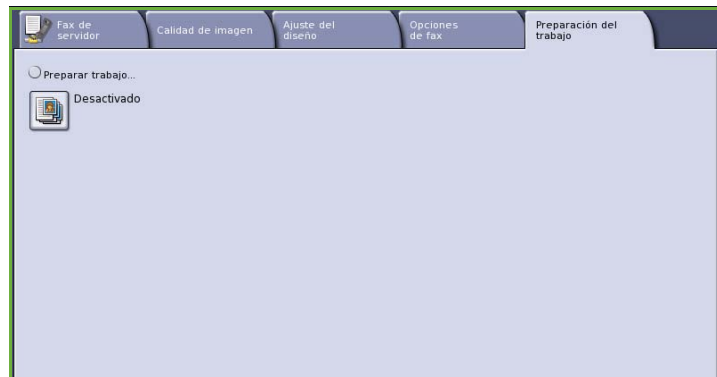 Fax de
servidor
Calidad de imagen
Ajuste del
diseño
Opciones
de fax
Preparación del
trabajo
Preparar trabajo...
Desactivado